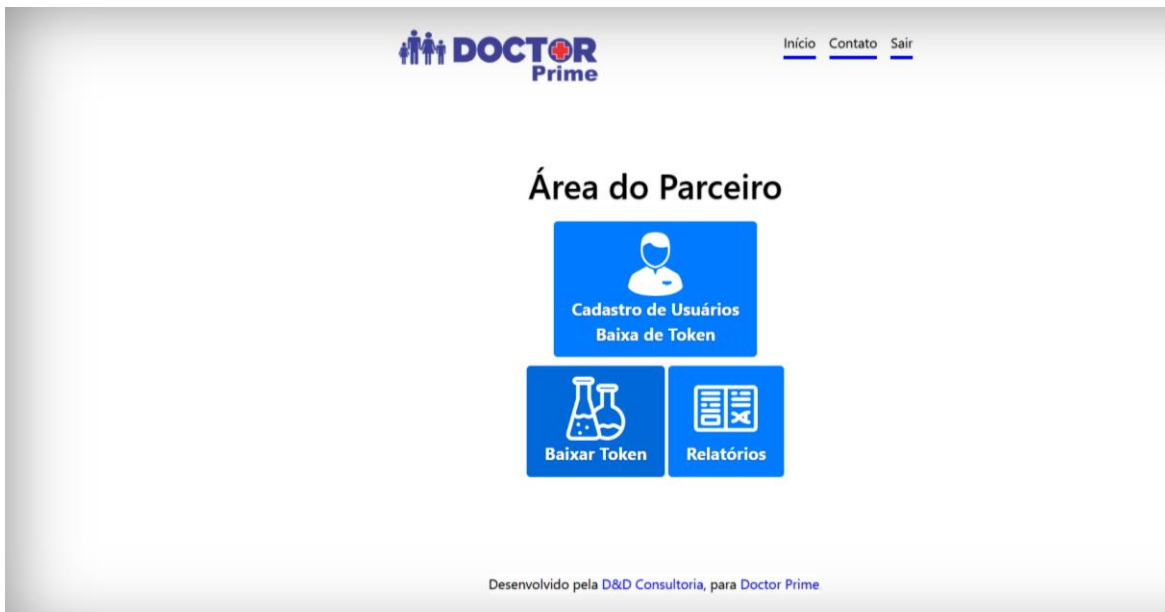 DOCTOR
Prime
Início Contato Sair
Área do Parceiro
Cadastro de Usuários
Baixa de Token
Baixar Token
Relatórios
Desenvolvido pela D&D Consultoria, para Doctor Prime.